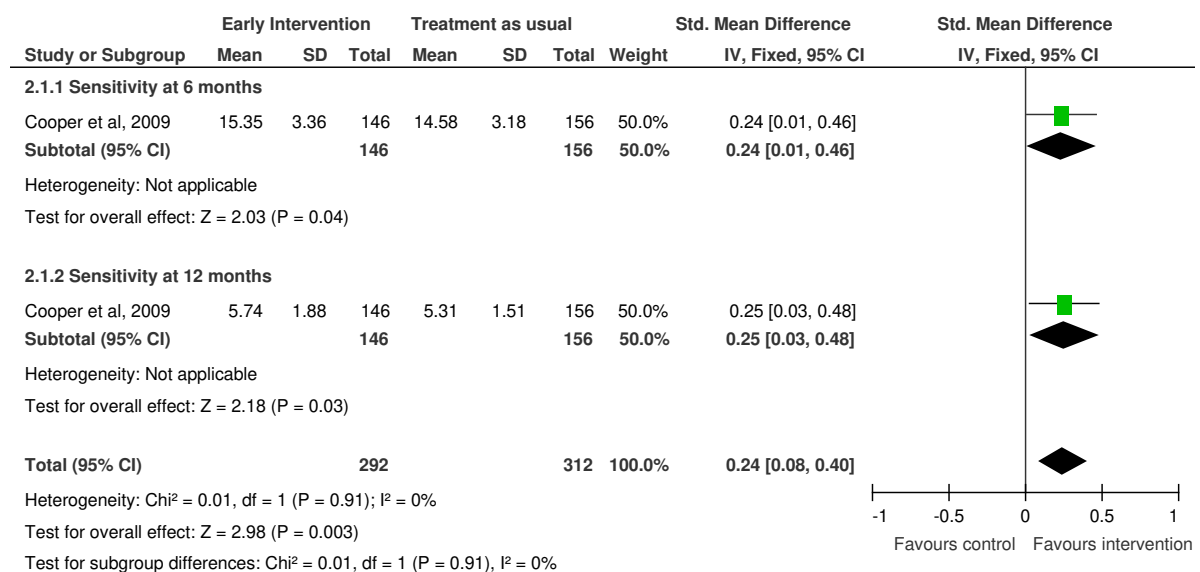 Early Intervention Treatment as usual Std. Mean Difference Std. Mean Difference
Study or Subgroup Mean SD Total Mean SD Total Weight IV, Fixed, 95% CI IV, Fixed, 95% CI
2.1.1 Sensitivity at 6 months
Cooper et al, 2009 15.35 3.36 146 14.58 3.18 156 50.0% 0.24 [0.01, 0.46]
Subtotal (95% CI) 146 156 50.0% 0.24 [0.01, 0.46]
Heterogeneity: Not applicable
Test for overall effect: Z = 2.03 (P = 0.04)
2.1.2 Sensitivity at 12 months
Cooper et al, 2009 5.74 1.88 146 5.31 1.51 156 50.0% 0.25 [0.03, 0.48]
Subtotal (95% CI) 146 156 50.0% 0.25 [0.03, 0.48]
Heterogeneity: Not applicable
Test for overall effect: Z = 2.18 (P = 0.03)
Total (95% CI) 292 312 100.0% 0.24 [0.08, 0.40]
Heterogeneity: Chi² = 0.01, df = 1 (P = 0.91); I² = 0%
Test for overall effect: Z = 2.98 (P = 0.003)
Test for subgroup differences: Chi² = 0.01, df = 1 (P = 0.91), I² = 0%
-1 -0.5 0 0.5 1
Favours control Favours intervention